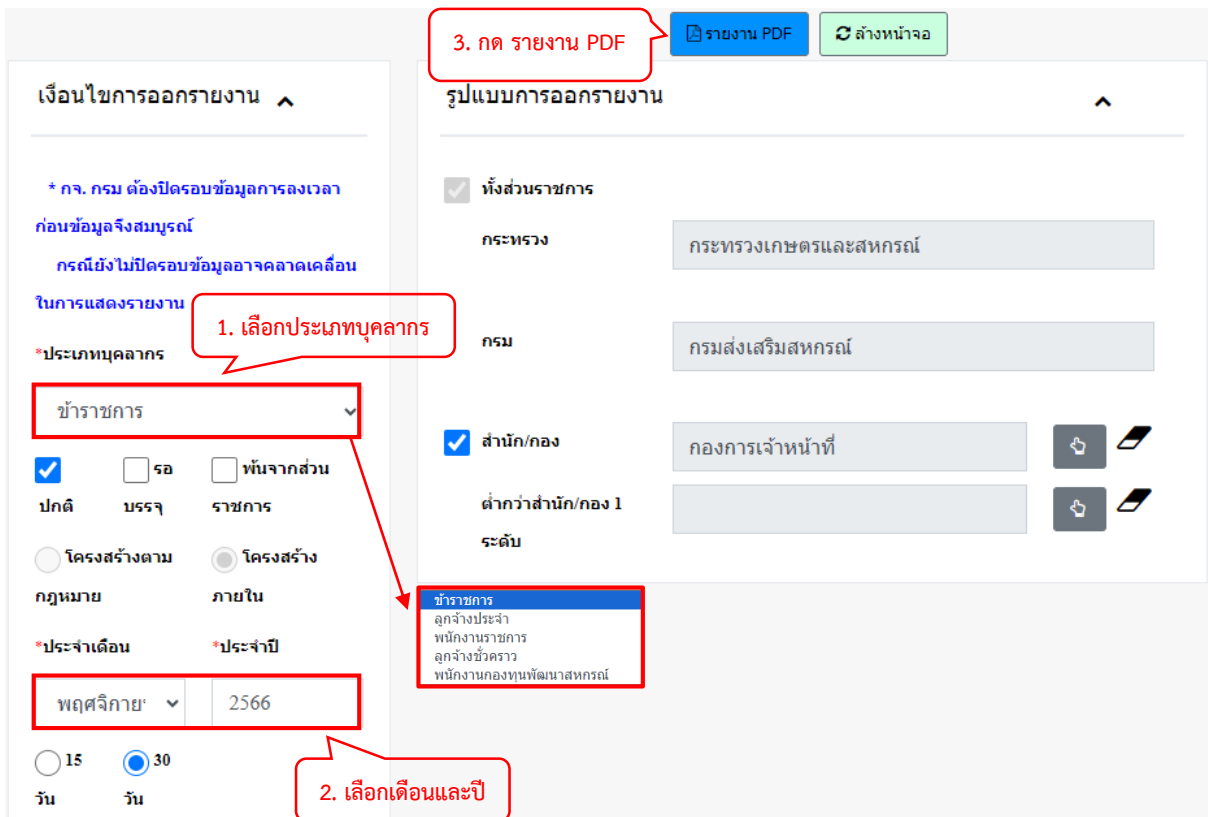 3. กด รายงาน PDF
รายงาน PDF
ล้างหน้าจอ
เงื่อนไขการออกรายงาน
* กจ. กรม ต้องปิดรอบข้อมูลการลงเวลา
ก่อนข้อมูลจึงสมบูรณ์
กรณียังไม่ปิดรอบข้อมูลอาจคลาดเคลื่อน
ในการแสดงรายงาน
1. เลือกประเภทบุคลากร
*ประเภทบุคลากร
ข้าราชการ
ปกติ
รอ
บรรจุ
พ้นจากส่วน
ราชการ
โครงสร้างตาม
กฎหมาย
โครงสร้าง
ภายใน
*ประจำเดือน
*ประจำปี
พฤศจิกาย
2566
15
วัน
30
วัน
2. เลือกเดือนและปี
รูปแบบการออกรายงาน
ทั้งส่วนราชการ
กระทรวง
กระทรวงเกษตรและสหกรณ์
กรม
กรมส่งเสริมสหกรณ์
สำนัก/กอง
กองการเจ้าหน้าที่
ต่ำกว่าสำนัก/กอง 1
ระดับ
ข้าราชการ
ลูกจ้างประจำ
พนักงานราชการ
ลูกจ้างชั่วคราว
พนักงานกองทุนพัฒนาสหกรณ์